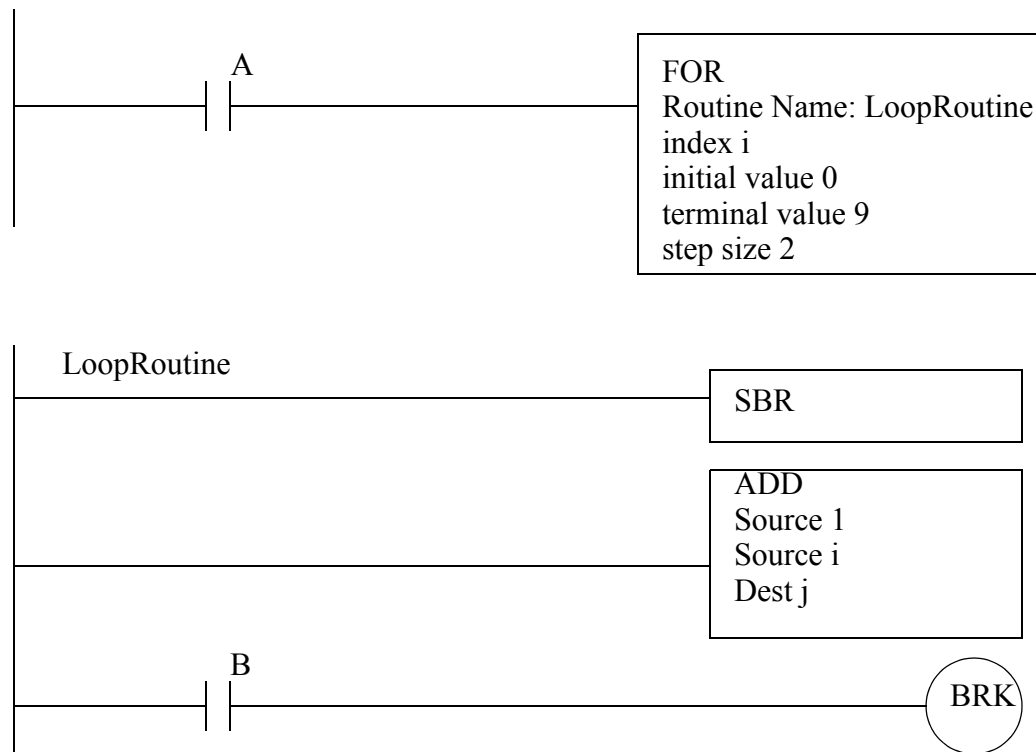 A
FOR
Routine Name: LoopRoutine
index i
initial value 0
terminal value 9
step size 2
LoopRoutine
SBR
ADD
Source 1
Source i
Dest j
B
BRK